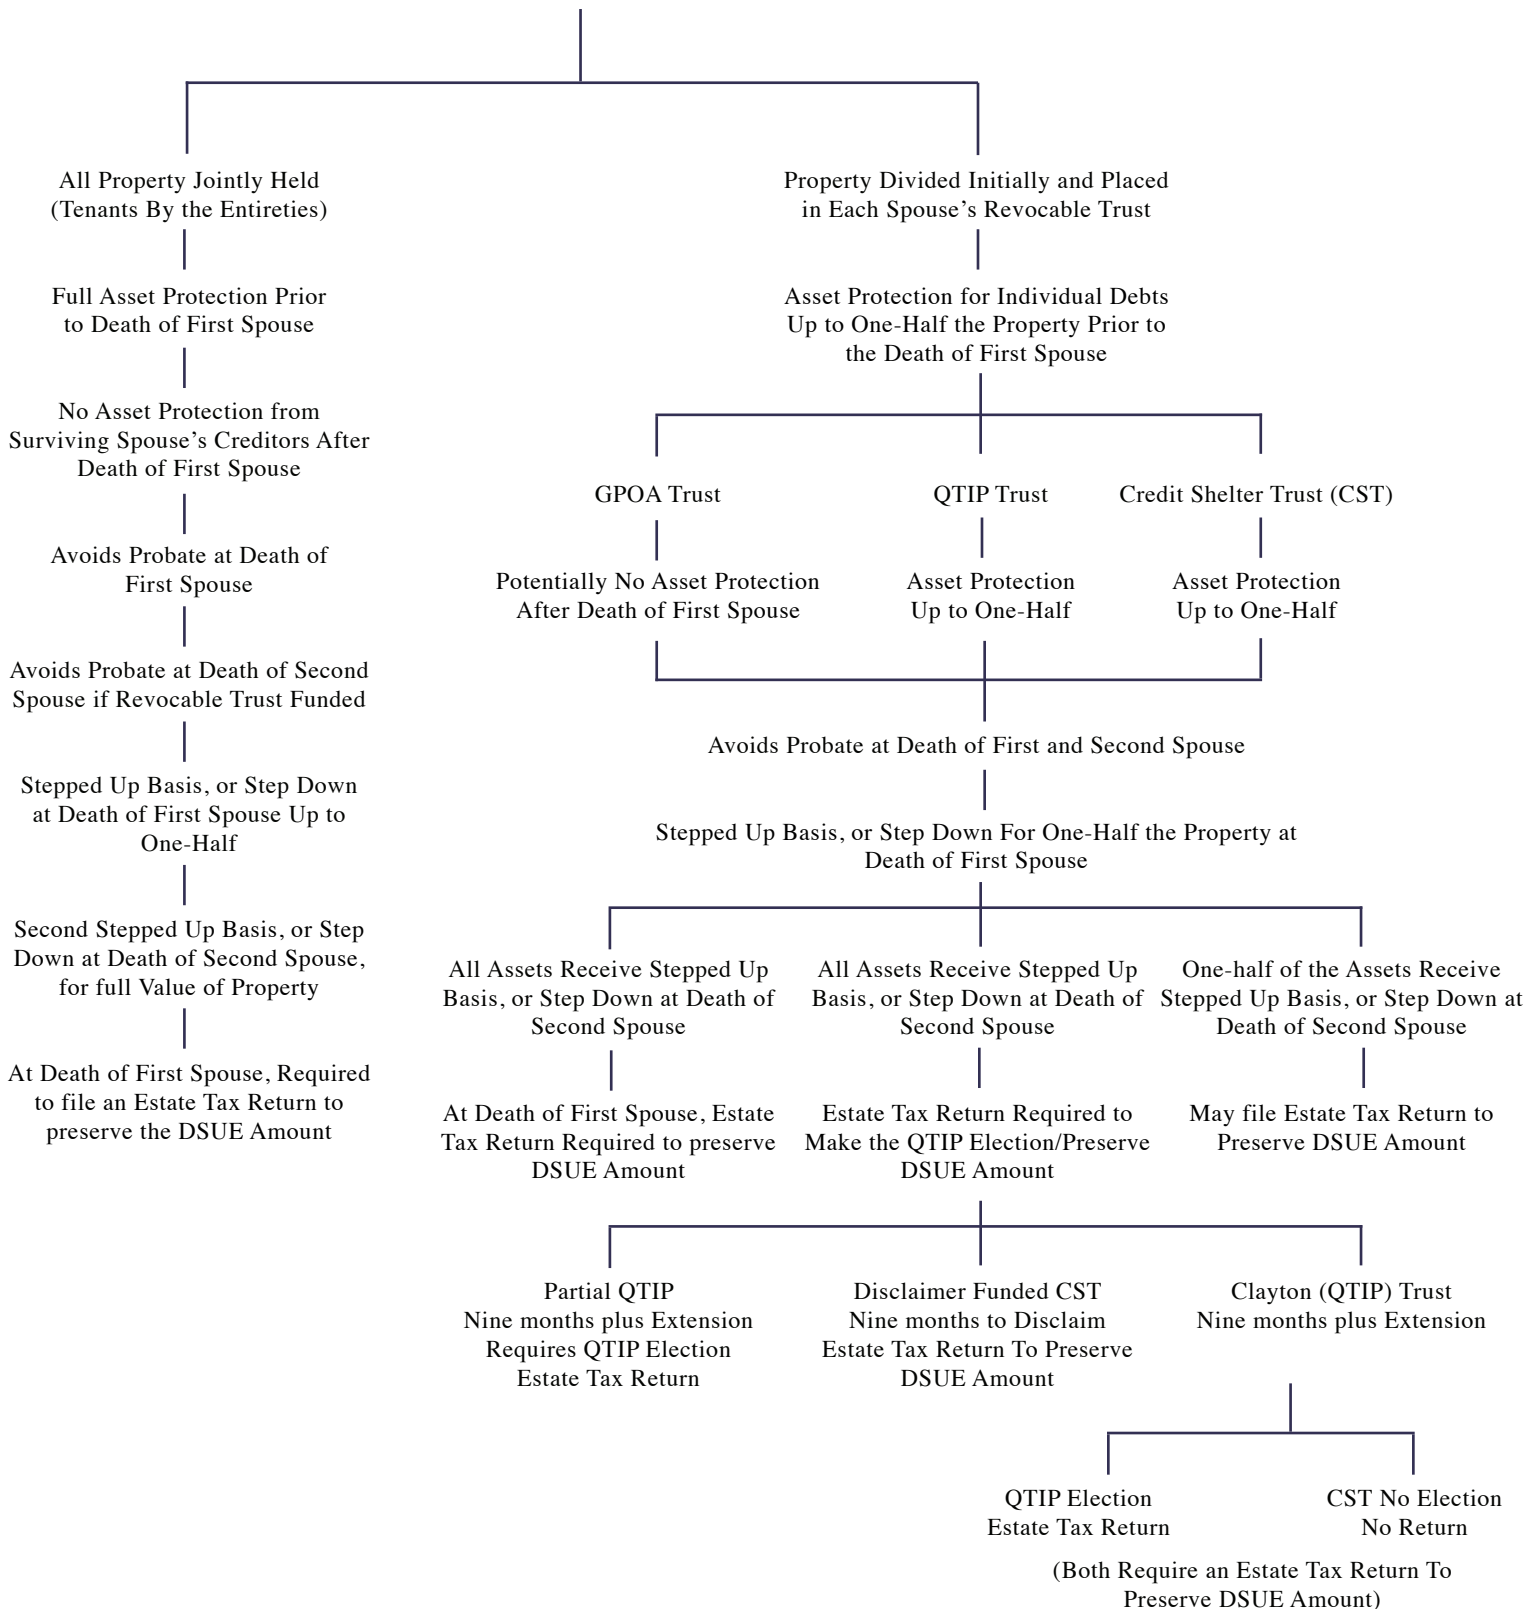 All Property Jointly Held
(Tenants By the Entireties)
Full Asset Protection Prior
to Death of First Spouse
No Asset Protection from
Surviving Spouse’s Creditors After
Death of First Spouse
Avoids Probate at Death of
First Spouse
Avoids Probate at Death of Second
Spouse if Revocable Trust Funded
Stepped Up Basis, or Step Down
at Death of First Spouse Up to
One-Half
Second Stepped Up Basis, or Step
Down at Death of Second Spouse,
for full Value of Property
At Death of First Spouse, Required
to file an Estate Tax Return to
preserve the DSUE Amount
Property Divided Initially and Placed
in Each Spouse’s Revocable Trust
Asset Protection for Individual Debts
Up to One-Half the Property Prior to
the Death of First Spouse
GPOA Trust
Potentially No Asset Protection
After Death of First Spouse
QTIP Trust
Asset Protection
Up to One-Half
Credit Shelter Trust (CST)
Asset Protection
Up to One-Half
Avoids Probate at Death of First and Second Spouse
Stepped Up Basis, or Step Down For One-Half the Property at
Death of First Spouse
All Assets Receive Stepped Up
Basis, or Step Down at Death of
Second Spouse
At Death of First Spouse, Estate
Tax Return Required to preserve
DSUE Amount
All Assets Receive Stepped Up
Basis, or Step Down at Death of
Second Spouse
Estate Tax Return Required to
Make the QTIP Election/Preserve
DSUE Amount
One-half of the Assets Receive
Stepped Up Basis, or Step Down at
Death of Second Spouse
May file Estate Tax Return to
Preserve DSUE Amount
Partial QTIP
Nine months plus Extension
Requires QTIP Election
Estate Tax Return
Disclaimer Funded CST
Nine months to Disclaim
Estate Tax Return To Preserve
DSUE Amount
Clayton (QTIP) Trust
Nine months plus Extension
QTIP Election
Estate Tax Return
CST No Election
No Return
(Both Require an Estate Tax Return To
Preserve DSUE Amount)